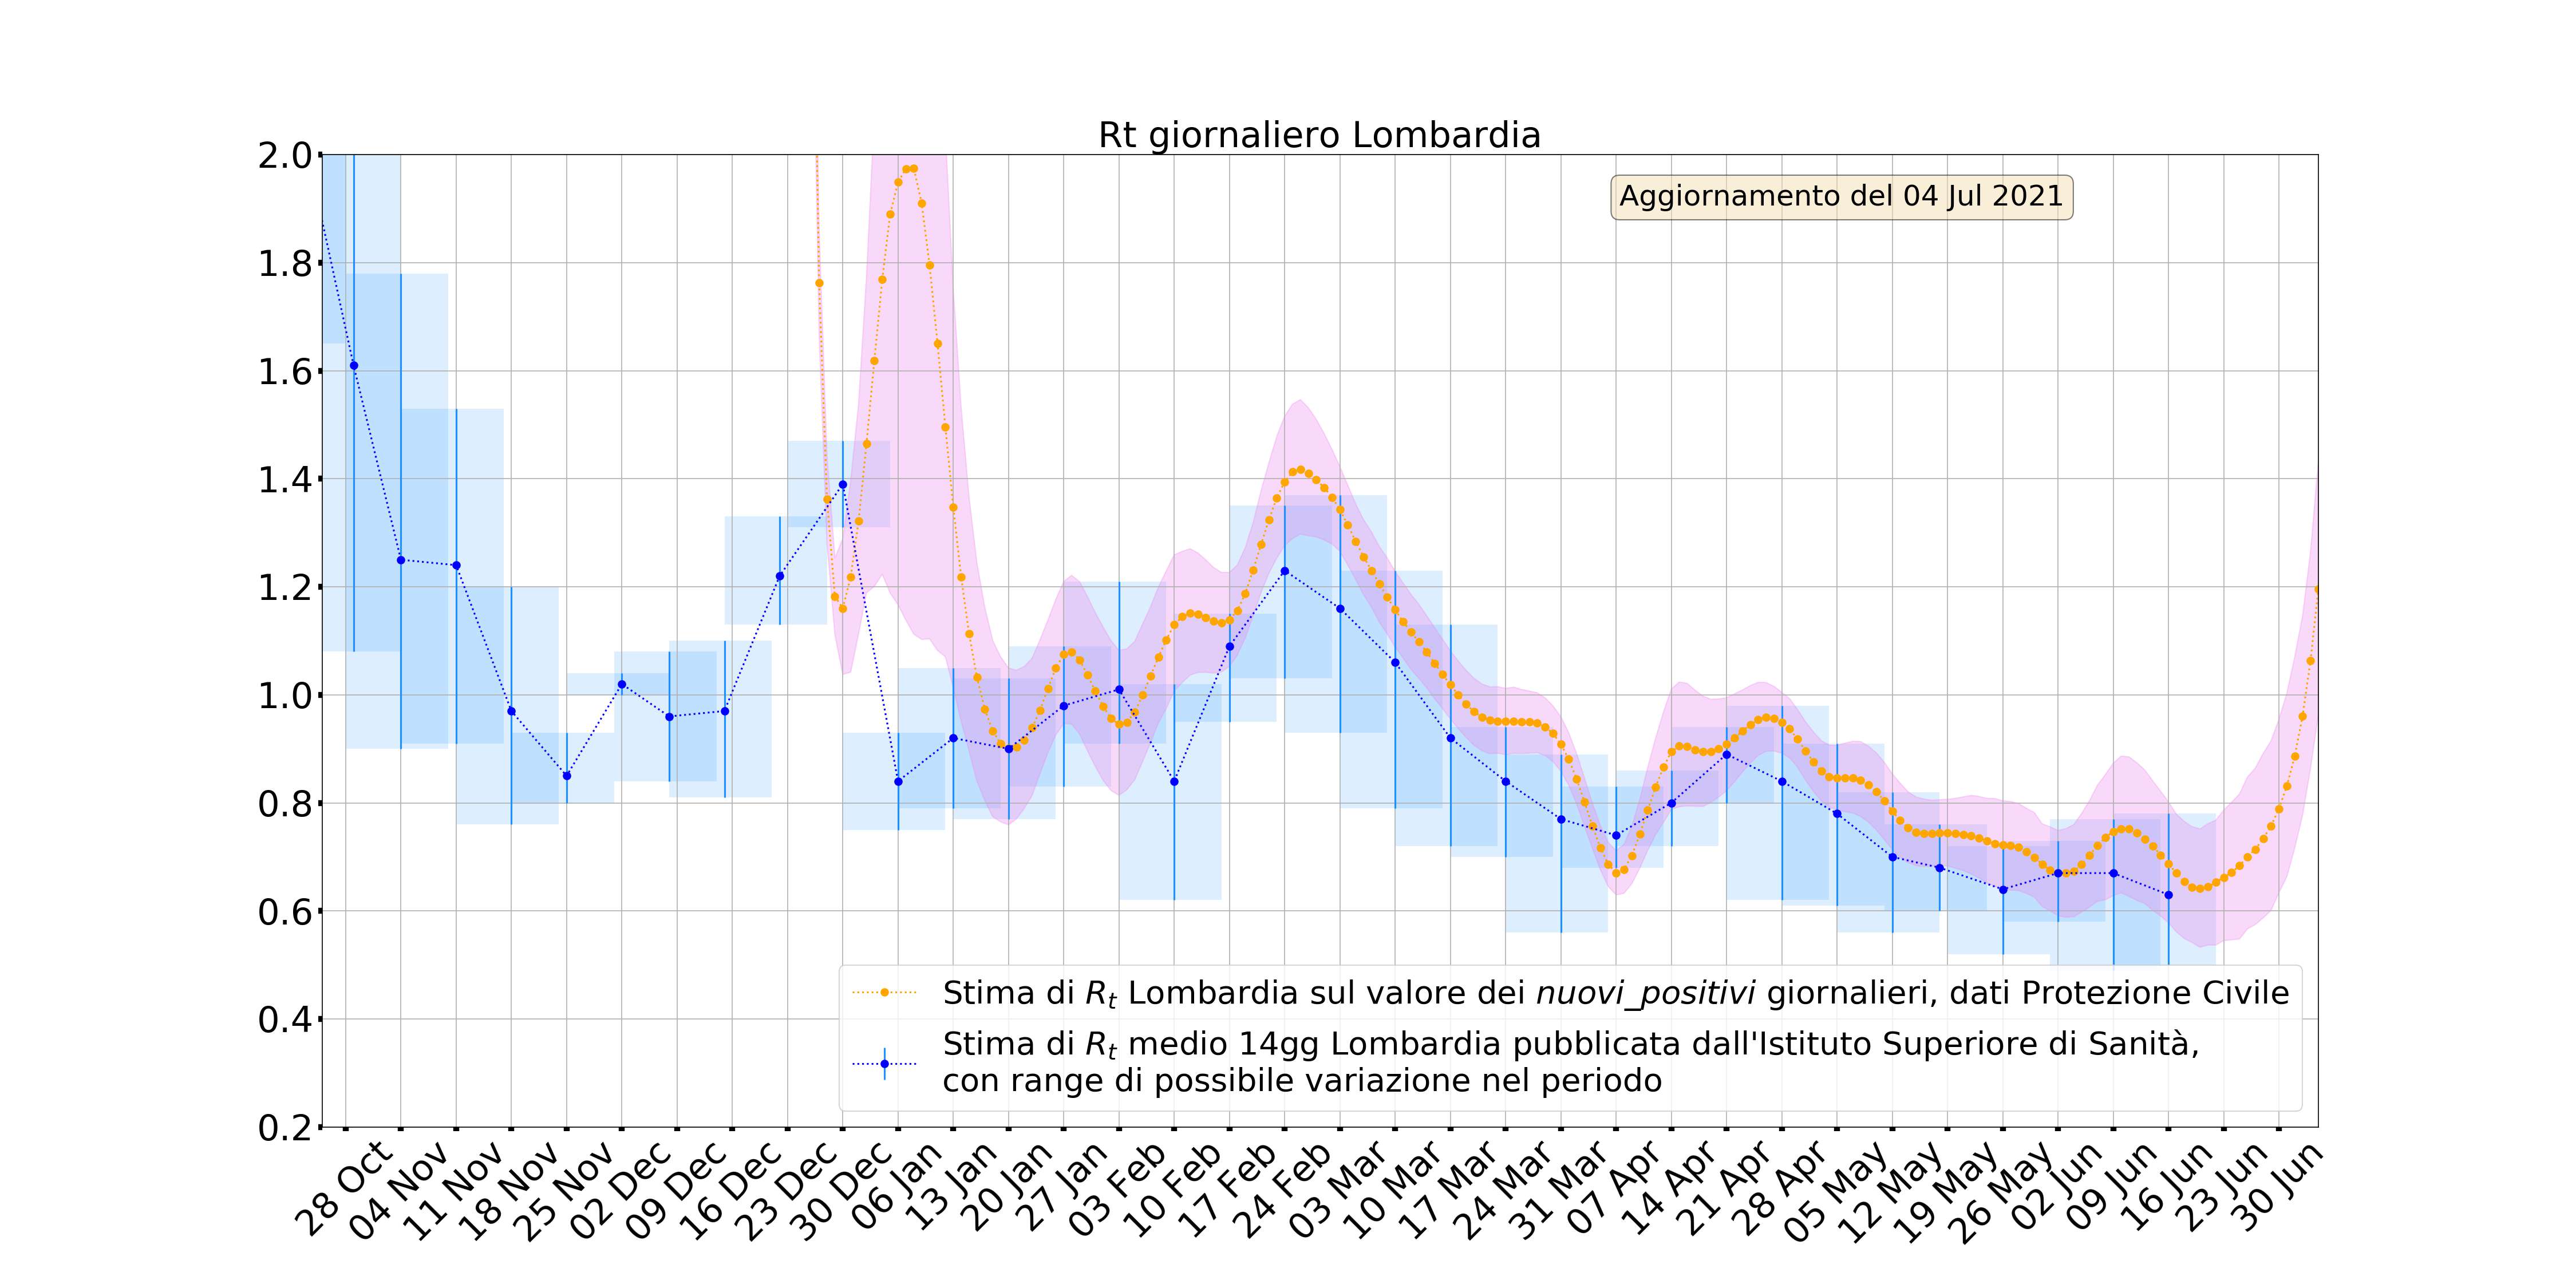 Rt giornaliero Lombardia
Aggiornamento del 04 Jul 2021
2.0
1.8
1.6
1.4
1.2
1.0
0.8
0.6
0.4
0.2
Stima di Rt Lombardia sul valore dei nuovi_positivi giornalieri, dati Protezione Civile
Stima di Rt medio 14gg Lombardia pubblicata dall'Istituto Superiore di Sanità,
con range di possibile variazione nel periodo
28 Oct
04 Nov
11 Nov
18 Nov
25 Nov
02 Dec
09 Dec
16 Dec
23 Dec
30 Dec
06 Jan
13 Jan
20 Jan
27 Jan
03 Feb
10 Feb
17 Feb
24 Feb
03 Mar
10 Mar
17 Mar
24 Mar
31 Mar
07 Apr
14 Apr
21 Apr
28 Apr
05 May
12 May
19 May
26 May
02 Jun
09 Jun
16 Jun
23 Jun
30 Jun